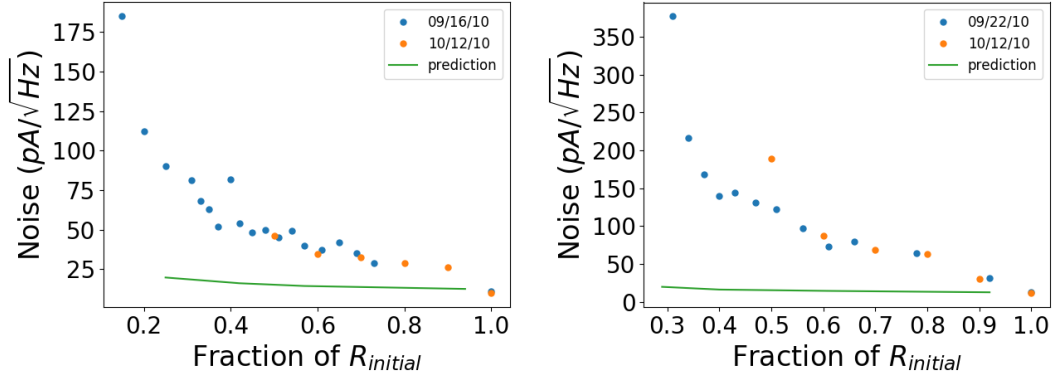 175
150
125
100
75
50
25
Noise (pA/√Hz)
0.2 0.4 0.6 0.8 1.0
Fraction of R_initial
09/16/10
10/12/10
prediction
350
300
250
200
150
100
50
0
Noise (pA/√Hz)
0.3 0.4 0.5 0.6 0.7 0.8 0.9 1.0
Fraction of R_initial
09/22/10
10/12/10
prediction